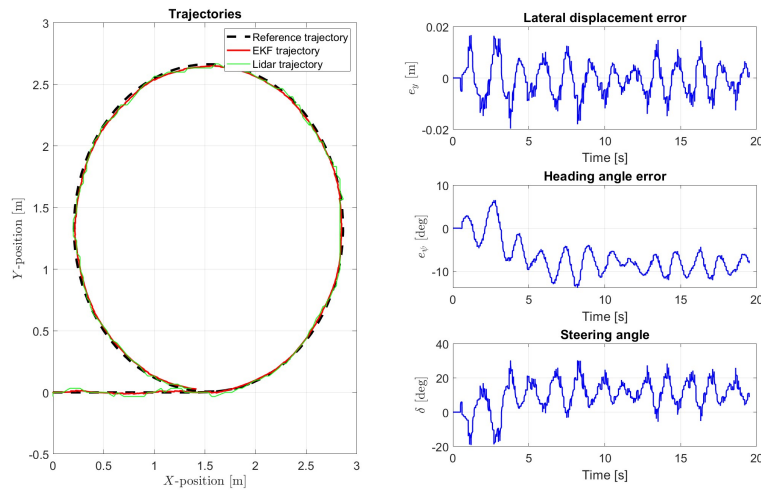 Trajectories
Reference trajectory
EKF trajectory
Lidar trajectory
3
2.5
2
1.5
1
0.5
0
-0.5
Y-position [m]
0 0.5 1 1.5 2 2.5 3
X-position [m]
Lateral displacement error
0.02
0
-0.02
e_y [m]
0 5 10 15 20
Time [s]
Heading angle error
10
0
-10
e_ψ [deg]
0 5 10 15 20
Time [s]
Steering angle
40
20
0
-20
δ [deg]
0 5 10 15 20
Time [s]